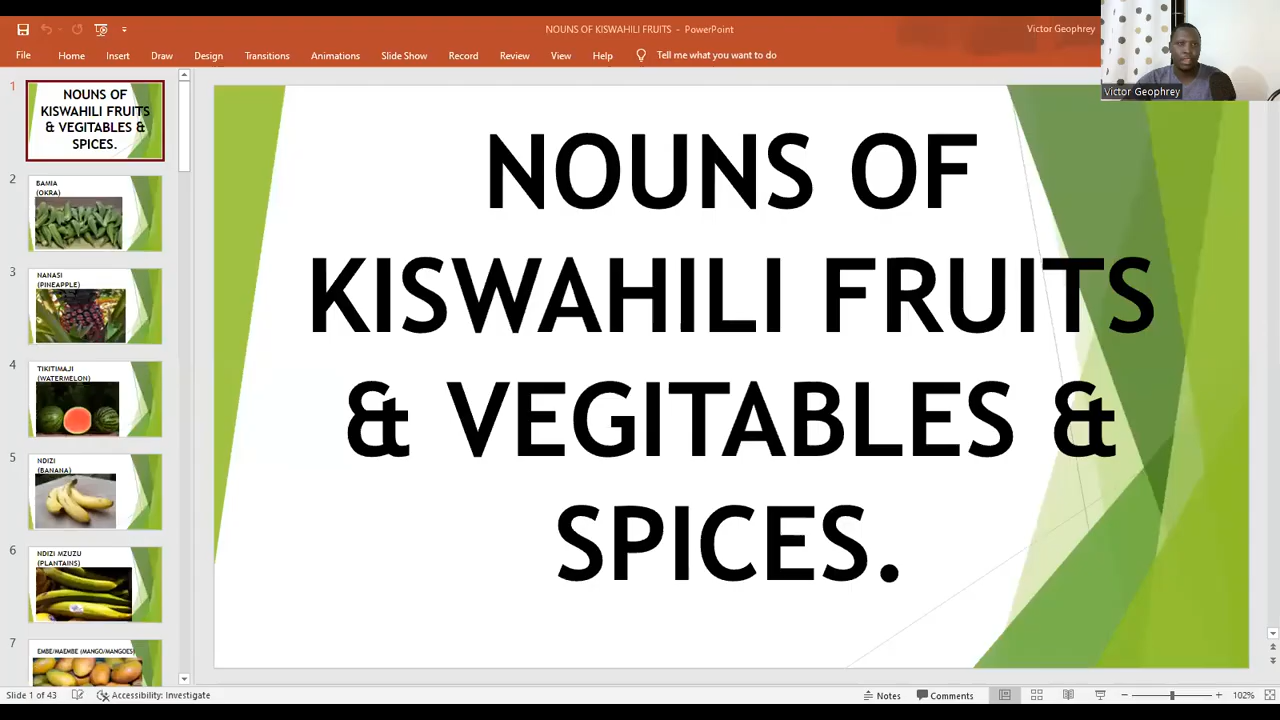 NOUNS OF KISWAHILI FRUITS - PowerPoint
Victor Geophrey
File Home Insert Draw Design Transitions Animations Slide Show Record Review View Help Tell me what you want to do
Victor Geophrey
1
NOUNS OF
KISWAHILI FRUITS
& VEGITABLES &
SPICES.
2
BAMIA
(OKRA)
3
NANASI
(PINEAPPLE)
4
TIKITIMAJI
(WATERMELON)
5
NDIZI
(BANANA)
6
NDIZI MZUZU
(PLANTAINS)
7
EMBE/MAEMBE (MANGO/MANGOES)
NOUNS OF
KISWAHILI FRUITS
& VEGITABLES &
SPICES.
Slide 1 of 43 Accessibility: Investigate Notes Comments 102%